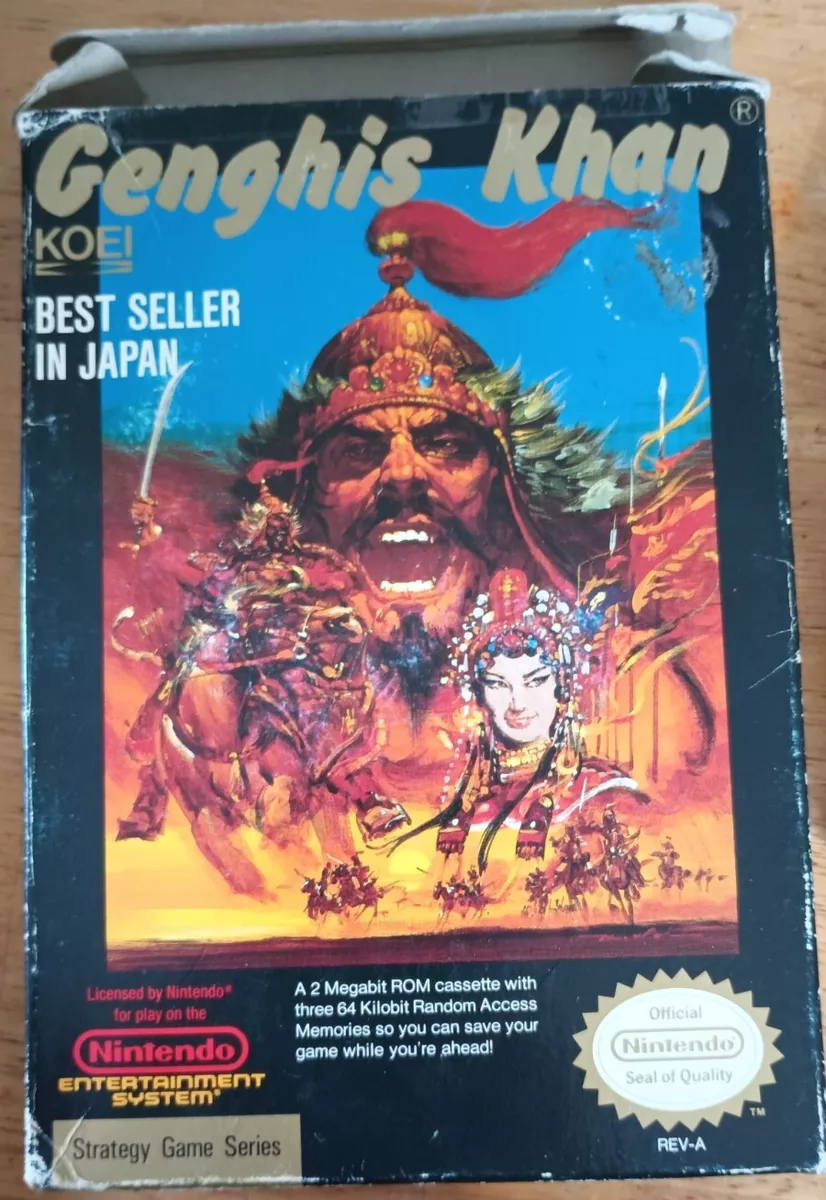 Genghis Khan®
KOEI
BEST SELLER
IN JAPAN
Licensed by Nintendo®
for play on the
Nintendo
ENTERTAINMENT
SYSTEM®
Strategy Game Series
A 2 Megabit ROM cassette with
three 64 Kilobit Random Access
Memories so you can save your
game while you're ahead!
Official
Nintendo®
Seal of Quality
TM
REV-A